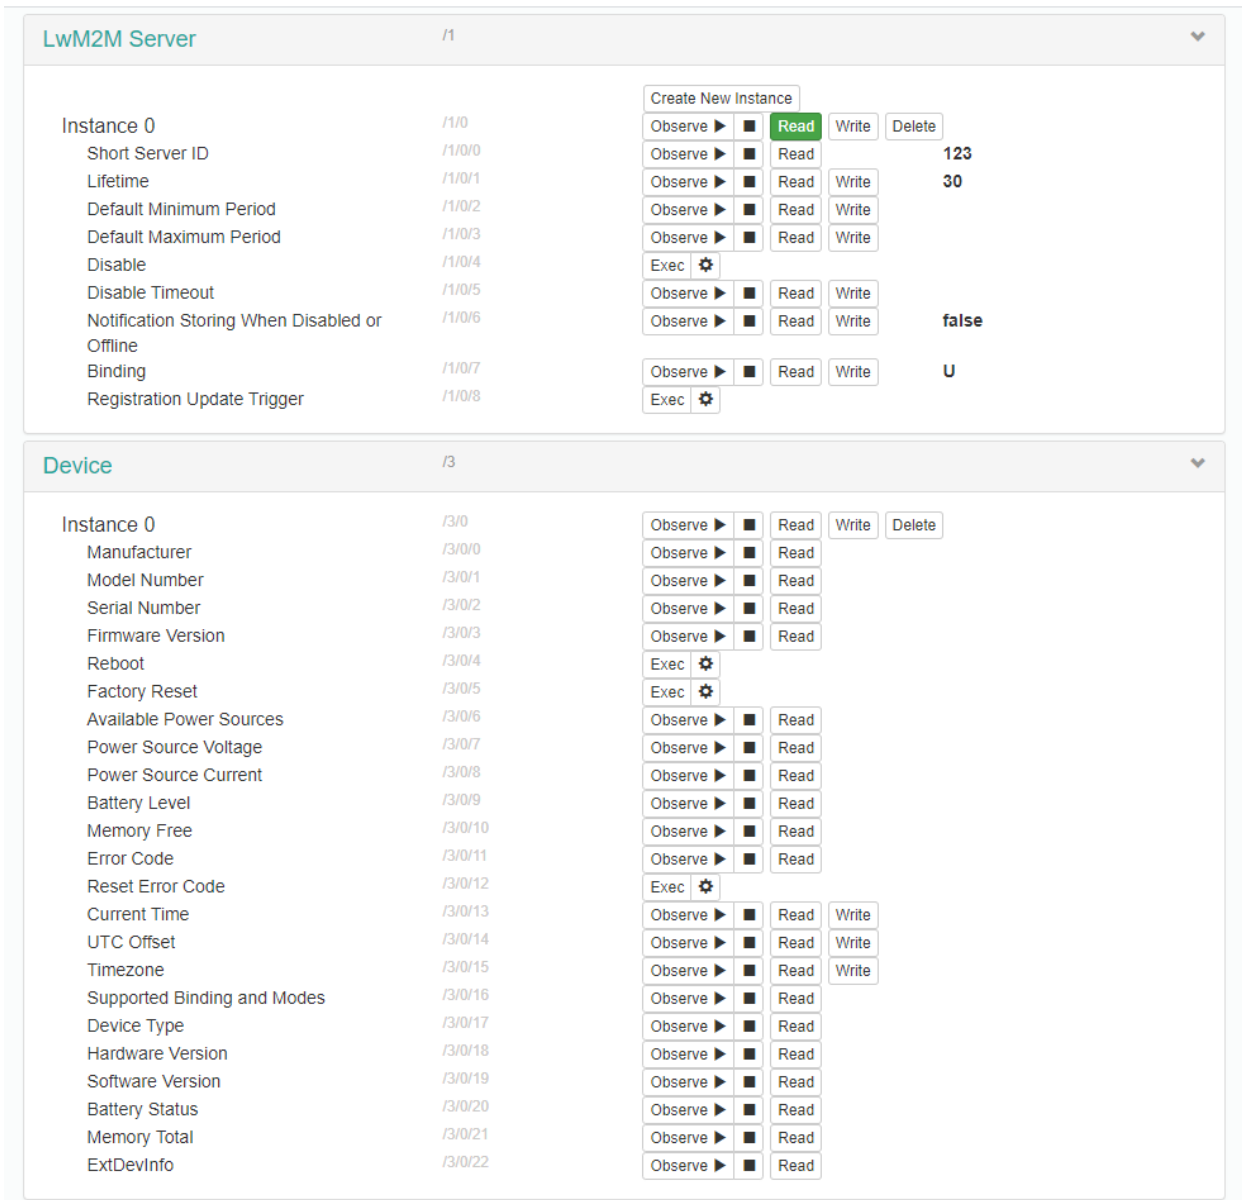 LwM2M Server /1
Create New Instance
Instance 0 /1/0 Observe Read Write Delete
Short Server ID /1/0/0 Observe Read 123
Lifetime /1/0/1 Observe Read Write 30
Default Minimum Period /1/0/2 Observe Read Write
Default Maximum Period /1/0/3 Observe Read Write
Disable /1/0/4 Exec
Disable Timeout /1/0/5 Observe Read Write
Notification Storing When Disabled or /1/0/6 Observe Read Write false
Offline
Binding /1/0/7 Observe Read Write U
Registration Update Trigger /1/0/8 Exec
Device /3
Instance 0 /3/0 Observe Read Write Delete
Manufacturer /3/0/0 Observe Read
Model Number /3/0/1 Observe Read
Serial Number /3/0/2 Observe Read
Firmware Version /3/0/3 Observe Read
Reboot /3/0/4 Exec
Factory Reset /3/0/5 Exec
Available Power Sources /3/0/6 Observe Read
Power Source Voltage /3/0/7 Observe Read
Power Source Current /3/0/8 Observe Read
Battery Level /3/0/9 Observe Read
Memory Free /3/0/10 Observe Read
Error Code /3/0/11 Observe Read
Reset Error Code /3/0/12 Exec
Current Time /3/0/13 Observe Read Write
UTC Offset /3/0/14 Observe Read Write
Timezone /3/0/15 Observe Read Write
Supported Binding and Modes /3/0/16 Observe Read
Device Type /3/0/17 Observe Read
Hardware Version /3/0/18 Observe Read
Software Version /3/0/19 Observe Read
Battery Status /3/0/20 Observe Read
Memory Total /3/0/21 Observe Read
ExtDevInfo /3/0/22 Observe Read